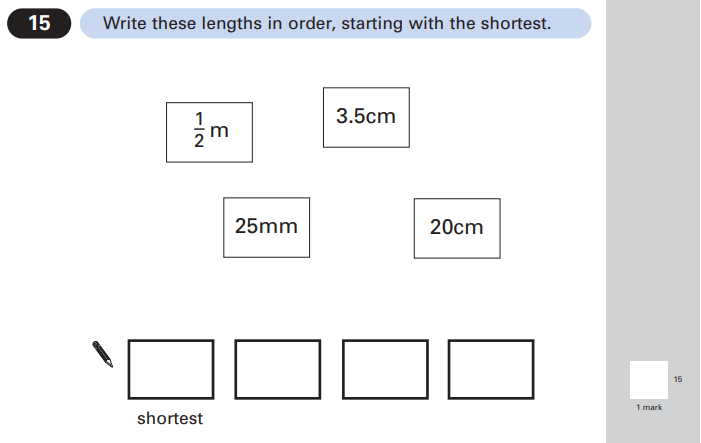 15 Write these lengths in order, starting with the shortest.
1/2 m
3.5cm
25mm
20cm
shortest
15
1 mark